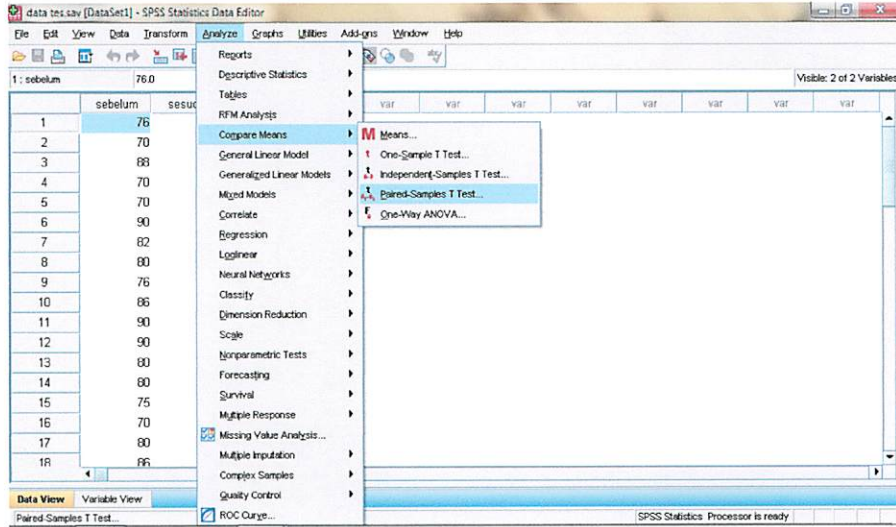 data tes.sav [DataSet1] - SPSS Statistics Data Editor
File Edit View Data Transform Analyze Graphs Utilities Add-ons Window Help
1 : sebelum 76.0 Visible: 2 of 2 Variables
sebelum sesud var var var var var var var var
1 76
2 70
3 88
4 70
5 70
6 90
7 82
8 80
9 76
10 86
11 90
12 90
13 80
14 80
15 75
16 70
17 80
18 86
Reports
Descriptive Statistics
Tables
RFM Analysis
Compare Means
General Linear Model
Generalized Linear Models
Mixed Models
Correlate
Regression
Loglinear
Neural Networks
Classify
Dimension Reduction
Scale
Nonparametric Tests
Forecasting
Survival
Multiple Response
Missing Value Analysis...
Multiple Imputation
Complex Samples
Quality Control
ROC Curve...
M Means...
t One-Sample T Test...
Independent-Samples T Test...
Paired-Samples T Test...
One-Way ANOVA...
Data View Variable View
Paired-Samples T Test... SPSS Statistics Processor is ready